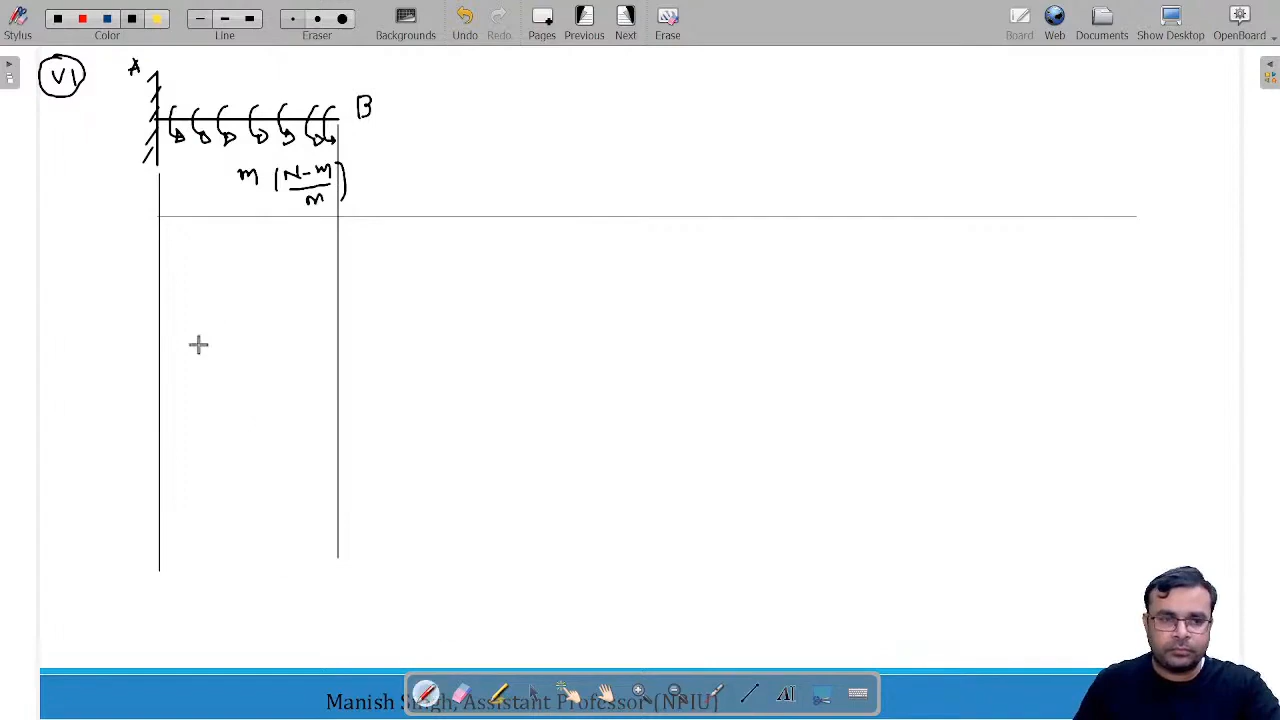 Stylus
Color
Line
Eraser
Backgrounds
Undo
Redo
Pages
Previous
Next
Erase
Board
Web
Documents
Show Desktop
OpenBoard
VI
A
B
m (N-m/m)
Manish Singh, Assistant Professor (NPIU)